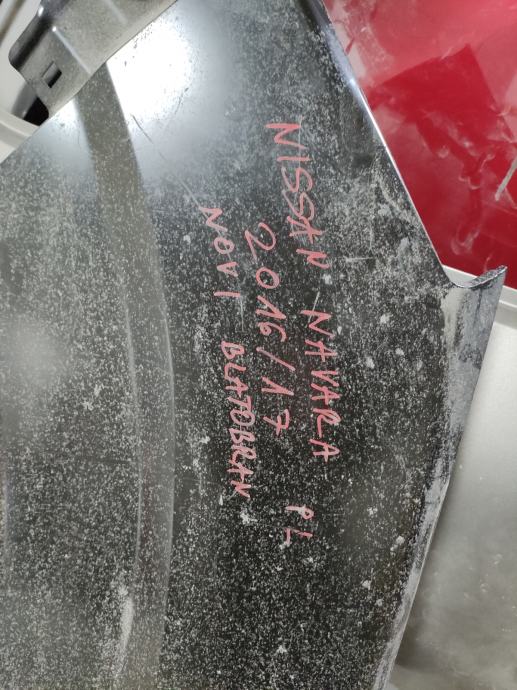 NISSAN NAVARA PL
2016/17
NOVI BLATOBRAN